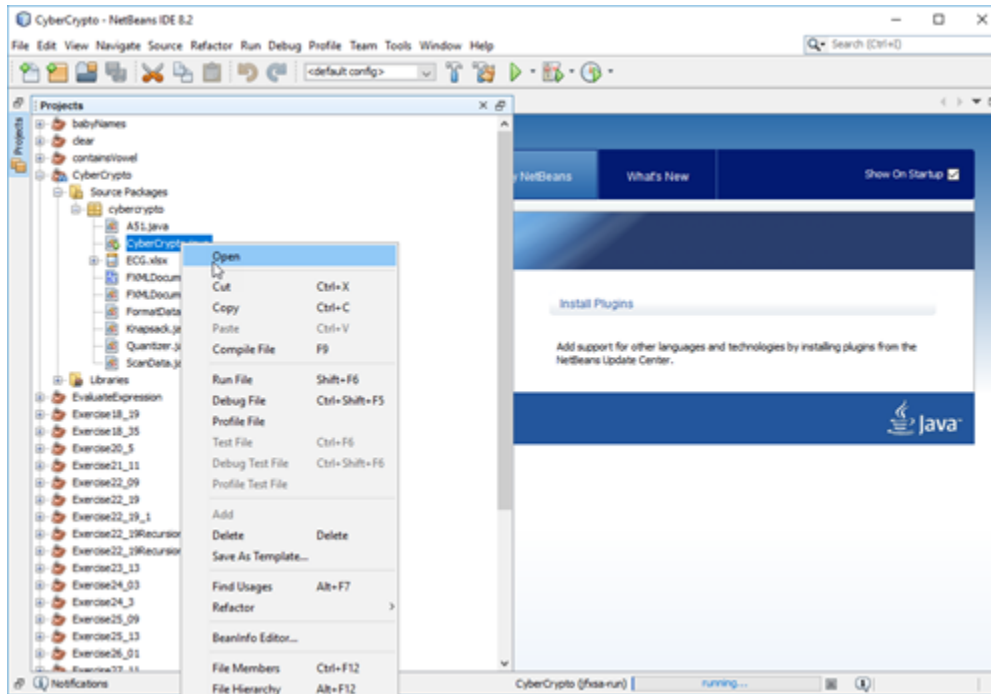 CyberCrypto - NetBeans IDE 8.2
File Edit View Navigate Source Refactor Run Debug Profile Team Tools Window Help
Search (Ctrl+I)
<default config>
Projects
Projects
babyNames
clear
containsVowel
CyberCrypto
Source Packages
cybercrypto
A51.java
CyberCrypto.java
ECG.xlsx
FXMLDocum
FXMLDocum
FormatData
Knapsack.ja
Quantizer.ja
ScanData.ja
Libraries
EvaluateExpression
Exercise18_19
Exercise18_35
Exercise20_5
Exercise21_11
Exercise22_09
Exercise22_19
Exercise22_19_1
Exercise22_19Recursion
Exercise22_19Recursion
Exercise23_13
Exercise24_03
Exercise24_3
Exercise25_09
Exercise25_13
Exercise26_01
Exercise27_11
Open
Cut Ctrl+X
Copy Ctrl+C
Paste Ctrl+V
Compile File F9
Run File Shift+F6
Debug File Ctrl+Shift+F5
Profile File
Test File Ctrl+F6
Debug Test File Ctrl+Shift+F6
Profile Test File
Add
Delete Delete
Save As Template...
Find Usages Alt+F7
Refactor
BeanInfo Editor...
File Members Ctrl+F12
File Hierarchy Alt+F12
y NetBeans
What's New
Show On Startup
Install Plugins
Add support for other languages and technologies by installing plugins from the
NetBeans Update Center.
Java
Notifications
CyberCrypto (jfxsa-run)
running...